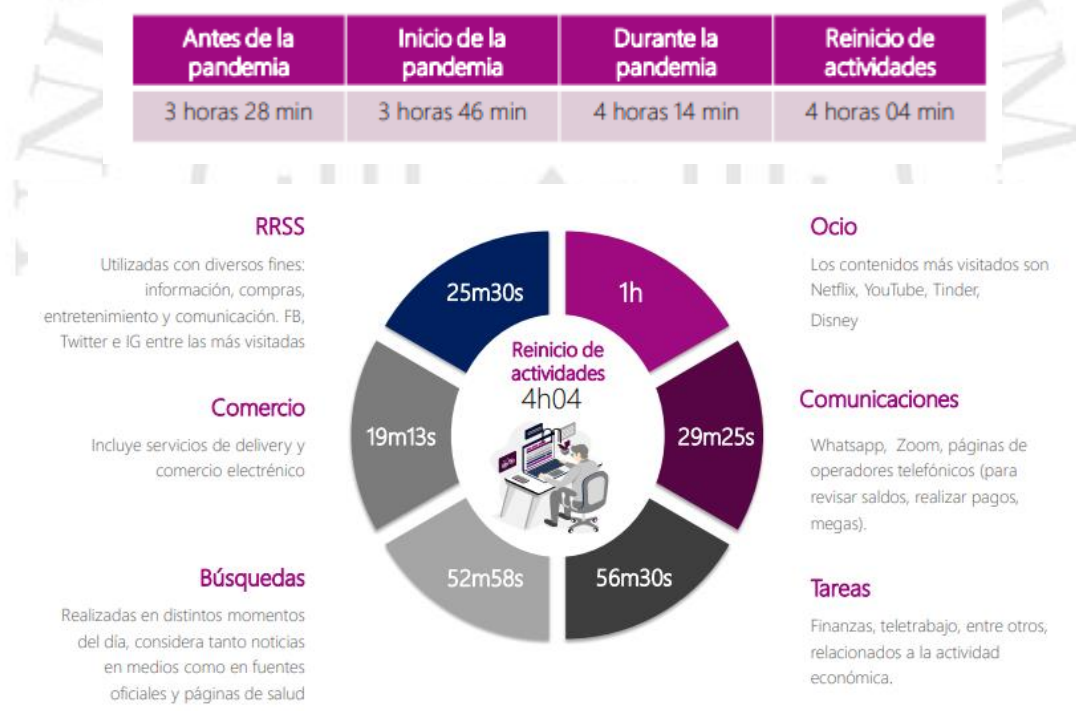 Antes de la pandemia
Inicio de la pandemia
Durante la pandemia
Reinicio de actividades
3 horas 28 min
3 horas 46 min
4 horas 14 min
4 horas 04 min
RRSS
Utilizadas con diversos fines:
información, compras,
entretenimiento y comunicación. FB,
Twitter e IG entre las más visitadas
Comercio
Incluye servicios de delivery y
comercio electrénico
Búsquedas
Realizadas en distintos momentos
del día, considera tanto noticias
en medios como en fuentes
oficiales y páginas de salud
25m30s
1h
19m13s
29m25s
52m58s
56m30s
Reinicio de
actividades
4h04
m
Ocio
Los contenidos más visitados son
Netflix, YouTube, Tinder,
Disney
Comunicaciones
Whatsapp, Zoom, páginas de
operadores telefónicos (para
revisar saldos, realizar pagos,
megas).
Tareas
Finanzas, teletrabajo, entre otros,
relacionados a la actividad
económica.